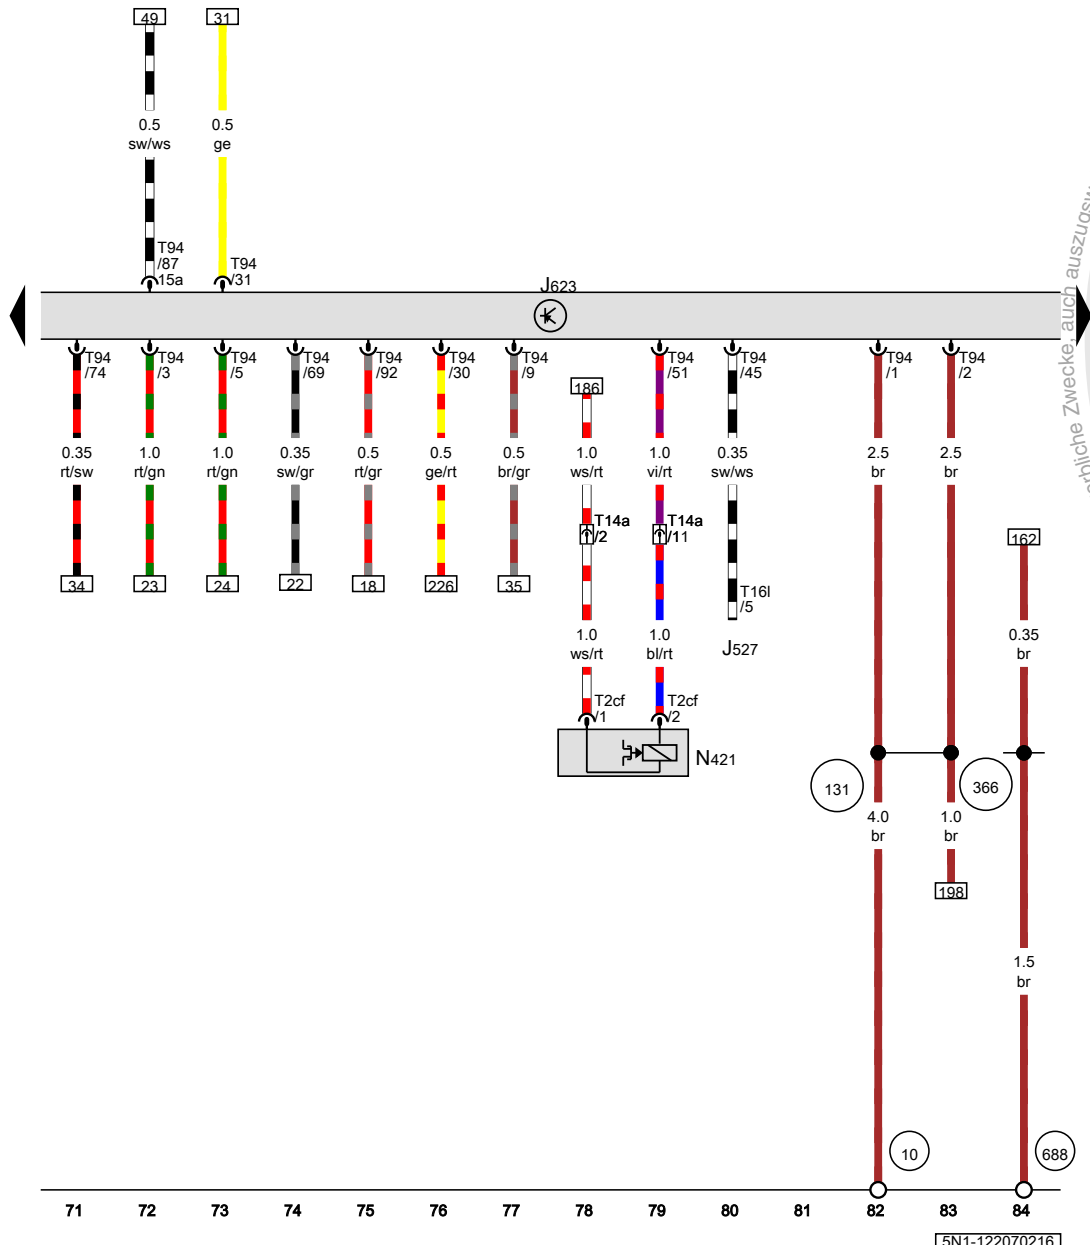 49 31
0.5 0.5
sw/ws ge
T94 T94
/87 /31
15a
J623
T94 T94 T94 T94 T94 T94 T94 T94 T94 T94 T94
/74 /3 /5 /69 /92 /30 /9 /51 /45 /1 /2
186
0.35 1.0 1.0 0.35 0.5 0.5 0.5 1.0 1.0 0.35 2.5 2.5
rt/sw rt/gn rt/gn sw/gr rt/gr ge/rt br/gr ws/rt vi/rt sw/ws br br
T14a T14a
/2 /11
162
34 23 24 22 18 226 35
T16l
/5
1.0 1.0 0.35
ws/rt bl/rt br
J527
T2cf T2cf
/1 /2
N421
131 366
4.0 1.0
br br
198
1.5
br
10 688
71 72 73 74 75 76 77 78 79 80 81 82 83 84
5N1-122070216
Zwecke, auch